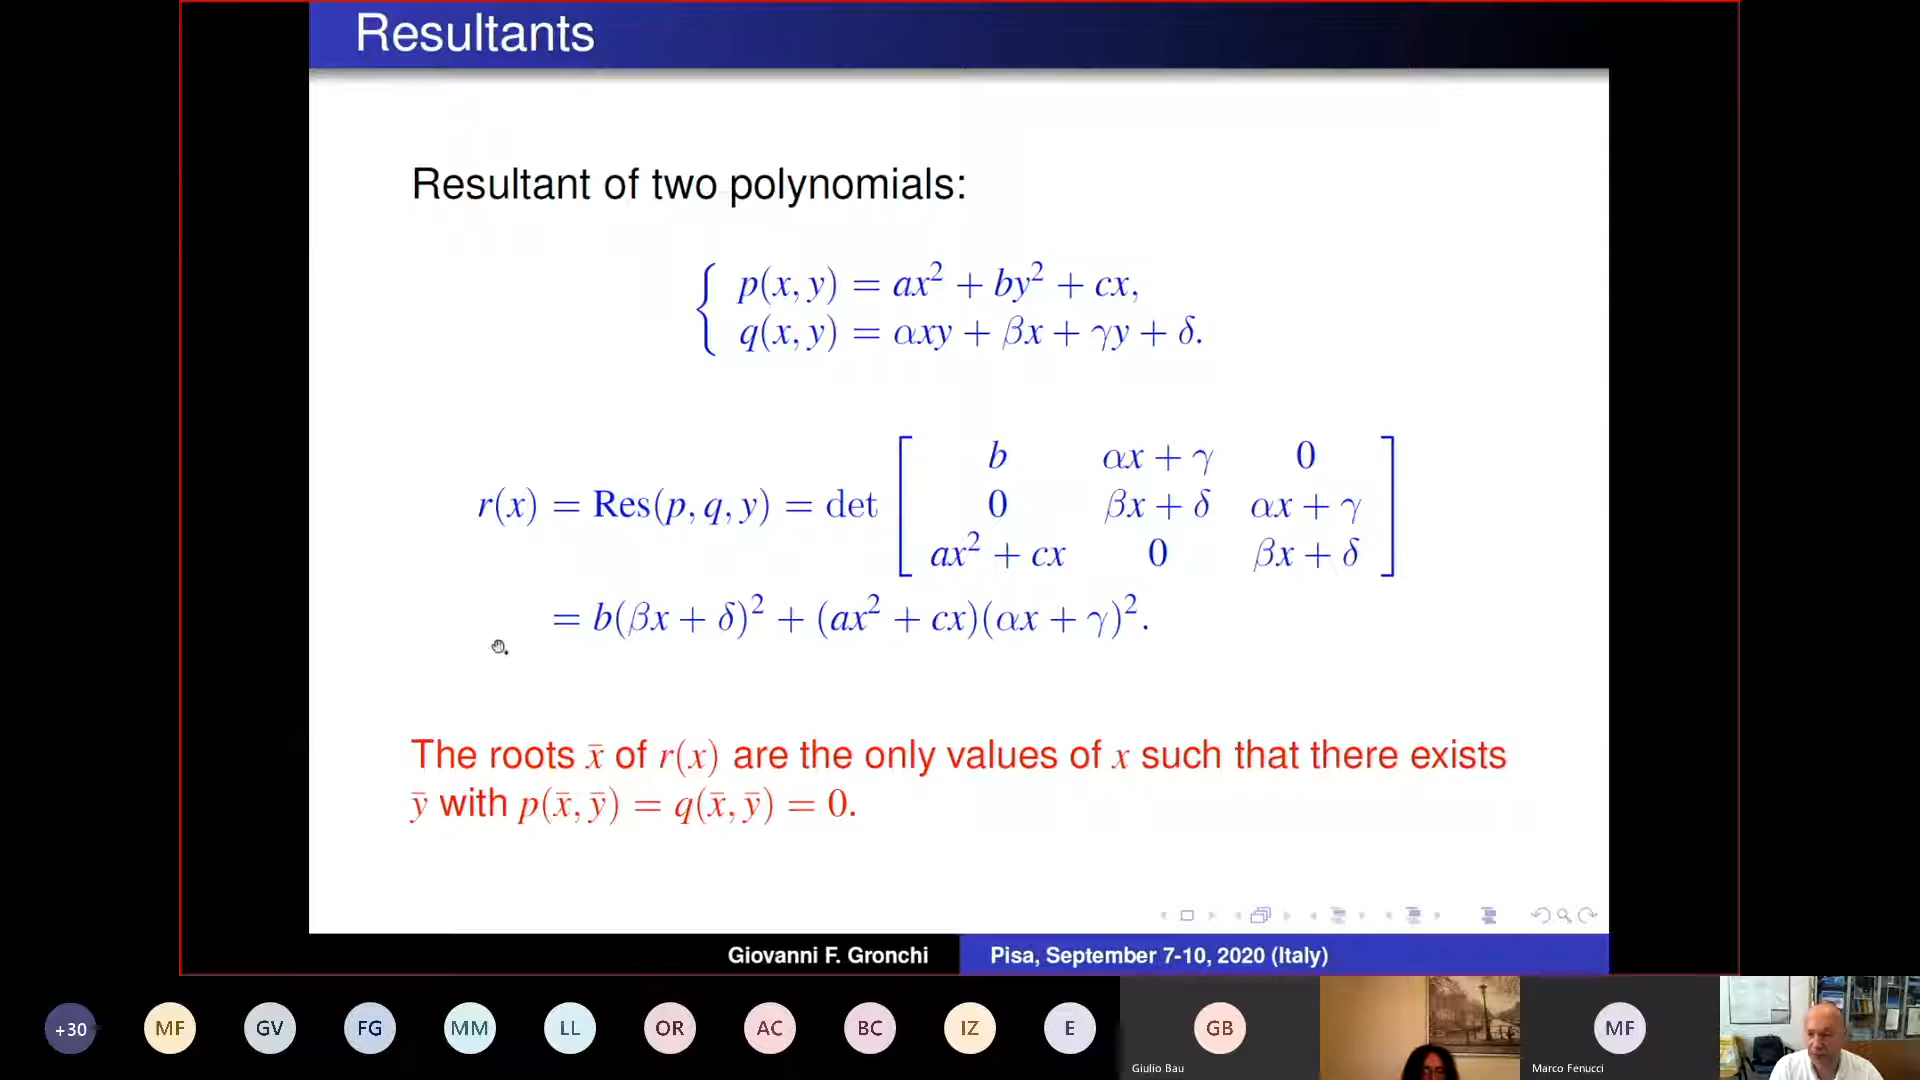 Resultants
Resultant of two polynomials:
p(x, y) = ax² + by² + cx,
q(x, y) = αxy + βx + γy + δ.
b αx + γ 0
r(x) = Res(p, q, y) = det 0 βx + δ αx + γ
ax² + cx 0 βx + δ
= b(βx + δ)² + (ax² + cx)(αx + γ)².
The roots x̄ of r(x) are the only values of x such that there exists
ȳ with p(x̄, ȳ) = q(x̄, ȳ) = 0.
Giovanni F. Gronchi Pisa, September 7-10, 2020 (Italy)
+30 MF GV FG MM LL OR AC BC IZ E GB MF
Giulio Bau Marco Fenucci